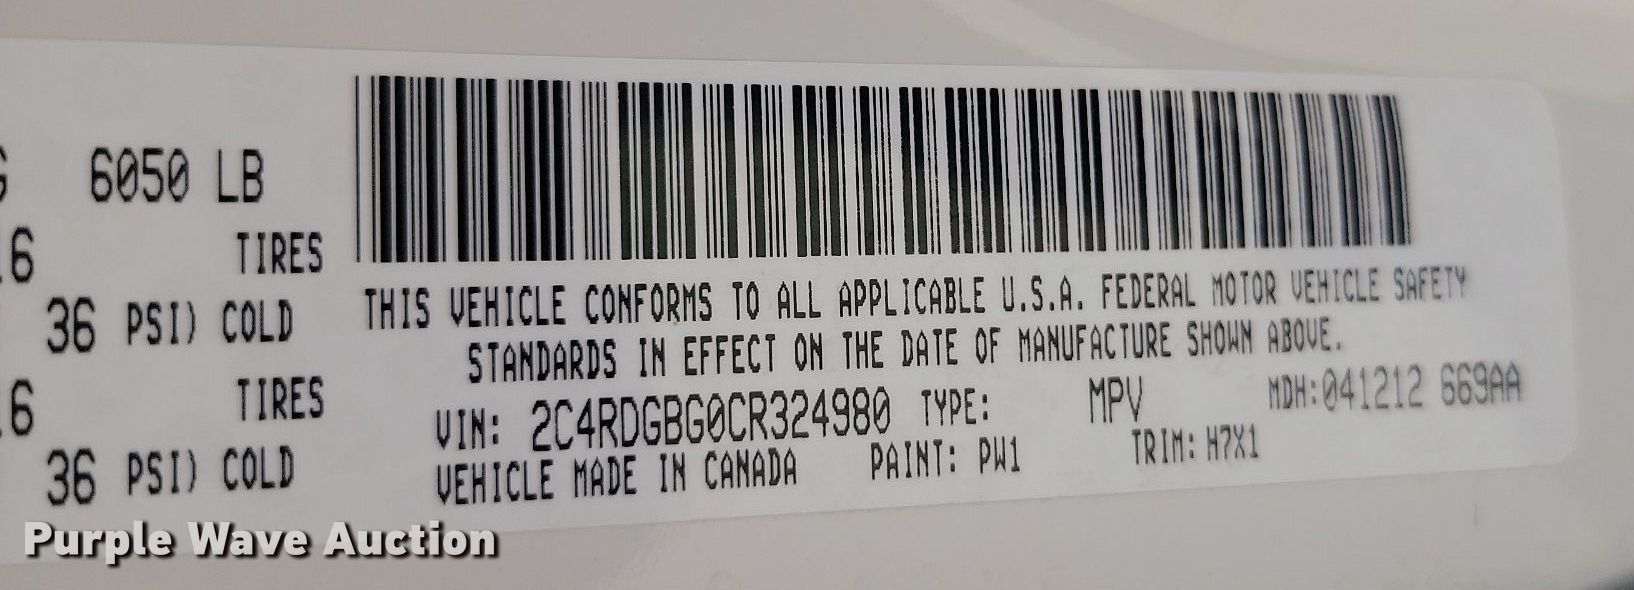 6050 LB
TIRES
36 PSI) COLD
TIRES
36 PSI) COLD
THIS VEHICLE CONFORMS TO ALL APPLICABLE U.S.A. FEDERAL MOTOR VEHICLE SAFETY
STANDARDS IN EFFECT ON THE DATE OF MANUFACTURE SHOWN ABOVE.
VIN: 2C4RDGBG0CR324980 TYPE: MPV MDH:041212 669AA
VEHICLE MADE IN CANADA PAINT: PW1 TRIM: H7X1
Purple Wave Auction